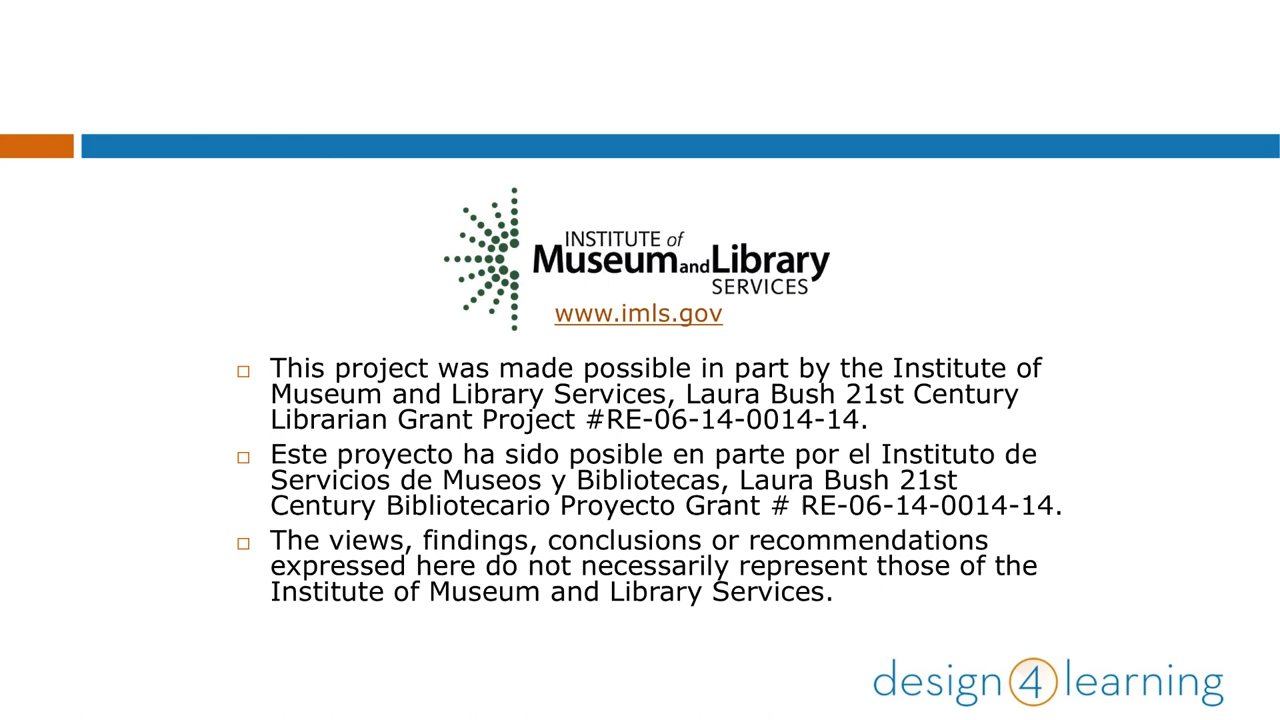 INSTITUTE of
Museum and Library
SERVICES
www.imls.gov
This project was made possible in part by the Institute of
Museum and Library Services, Laura Bush 21st Century
Librarian Grant Project #RE-06-14-0014-14.
Este proyecto ha sido posible en parte por el Instituto de
Servicios de Museos y Bibliotecas, Laura Bush 21st
Century Bibliotecario Proyecto Grant # RE-06-14-0014-14.
The views, findings, conclusions or recommendations
expressed here do not necessarily represent those of the
Institute of Museum and Library Services.
design 4 learning